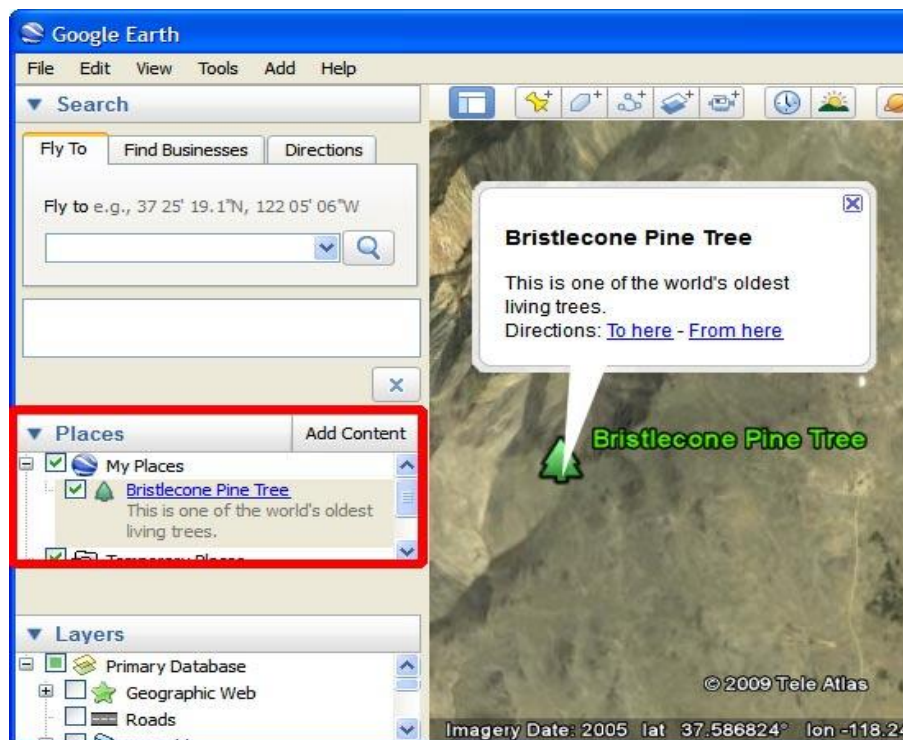 Google Earth
File Edit View Tools Add Help
Search
Fly To Find Businesses Directions
Fly to e.g., 37 25' 19.1"N, 122 05' 06"W
Places Add Content
My Places
Bristlecone Pine Tree
This is one of the world's oldest
living trees.
Temporary Places
Layers
Primary Database
Geographic Web
Roads
Bristlecone Pine Tree
This is one of the world's oldest
living trees.
Directions: To here - From here
Bristlecone Pine Tree
© 2009 Tele Atlas
Imagery Date: 2005 lat 37.586824° lon -118.24